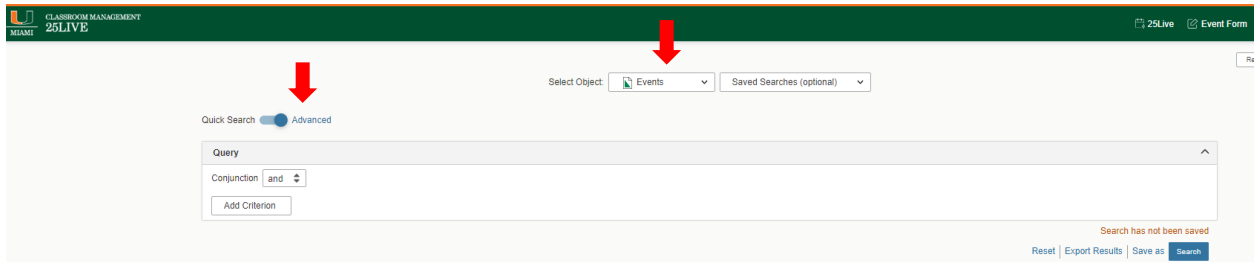 MIAMI
CLASSROOM MANAGEMENT
25LIVE
25Live Event Form
Re
Select Object: Events Saved Searches (optional)
Quick Search Advanced
Query
Conjunction and
Add Criterion
Search has not been saved
Reset | Export Results | Save as Search